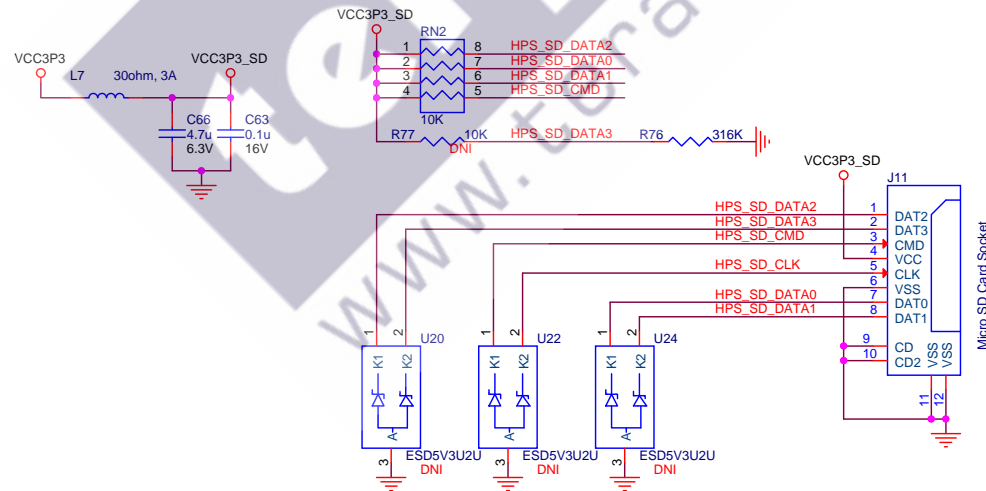 VCC3P3
L7
30ohm, 3A
VCC3P3_SD
C66
4.7u
6.3V
C63
0.1u
16V
VCC3P3_SD
RN2
1
8
HPS_SD_DATA2
2
7
HPS_SD_DATA0
3
6
HPS_SD_DATA1
4
5
HPS_SD_CMD
10K
R77
10K
DNI
HPS_SD_DATA3
R76
316K
www.tera
VCC3P3_SD
J11
HPS_SD_DATA2
1
DAT2
HPS_SD_DATA3
2
DAT3
HPS_SD_CMD
3
CMD
4
VCC
HPS_SD_CLK
5
CLK
6
VSS
HPS_SD_DATA0
7
DAT0
HPS_SD_DATA1
8
DAT1
9
CD
10
CD2
VSS
VSS
11
12
Micro SD Card Socket
1
2
U20
K1
K2
A
3
ESD5V3U2U
DNI
1
2
U22
K1
K2
A
3
ESD5V3U2U
DNI
1
2
U24
K1
K2
A
3
ESD5V3U2U
DNI